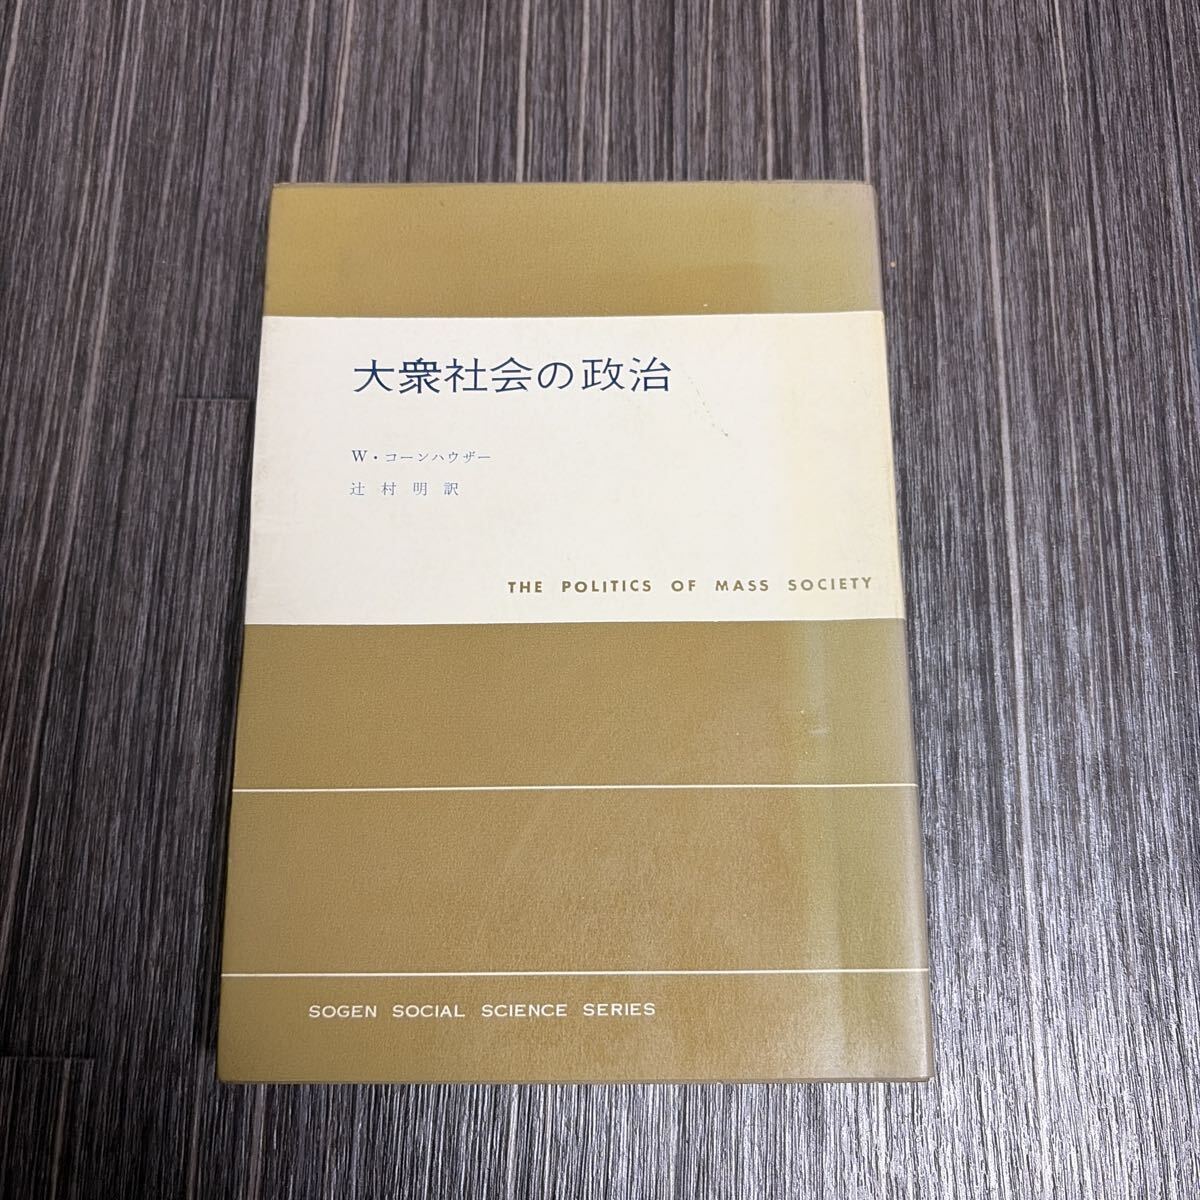 大衆社会の政治
W・コーンハウザー
辻村明訳
THE POLITICS OF MASS SOCIETY
SOGEN SOCIAL SCIENCE SERIES